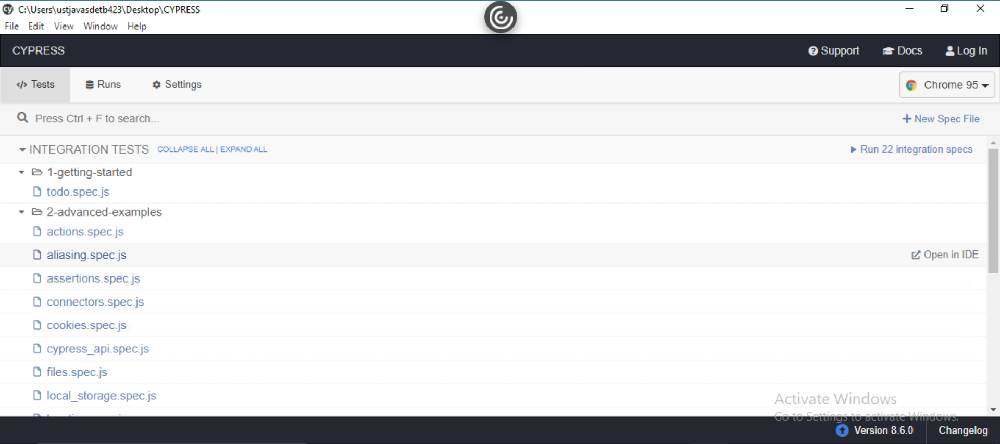 C:\Users\ustjavasdetb423\Desktop\CYPRESS
File Edit View Window Help
CYPRESS Support Docs Log In
Tests Runs Settings Chrome 95
Press Ctrl + F to search... New Spec File
INTEGRATION TESTS COLLAPSE ALL | EXPAND ALL Run 22 integration specs
1-getting-started
todo.spec.js
2-advanced-examples
actions.spec.js
aliasing.spec.js Open in IDE
assertions.spec.js
connectors.spec.js
cookies.spec.js
cypress_api.spec.js
files.spec.js
local_storage.spec.js
Activate Windows
Go to Settings to activate Windows.
Version 8.6.0 Changelog